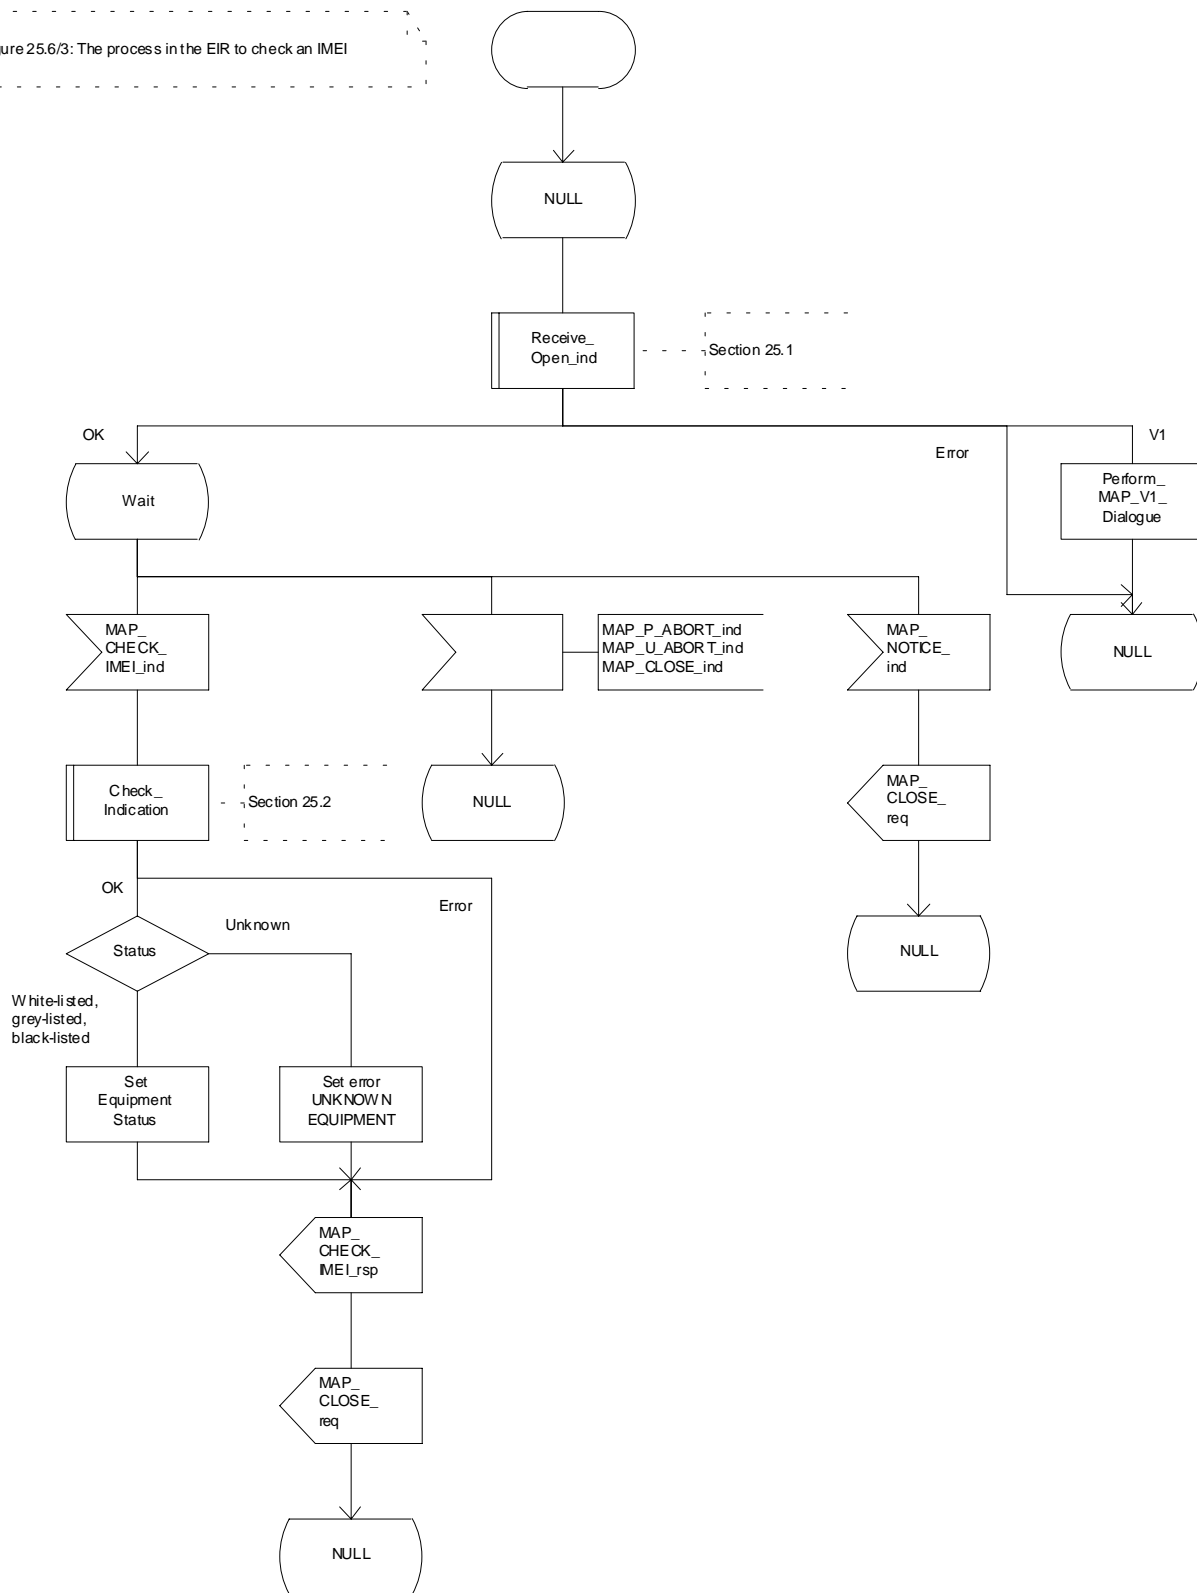 ure 25.6/3: The process in the EIR to check an IMEI
NULL
Receive_
Open_ind
Section 25.1
OK
Error
V1
Wait
Perform_
MAP_V1_
Dialogue
MAP_
CHECK_
IMEI_ind
MAP_P_ABORT_ind
MAP_U_ABORT_ind
MAP_CLOSE_ind
MAP_
NOTICE_
ind
NULL
Check_
Indication
Section 25.2
NULL
MAP_
CLOSE_
req
OK
Error
Unknown
Status
NULL
White-listed,
grey-listed,
black-listed
Set
Equipment
Status
Set error
UNKNOWN
EQUIPMENT
MAP_
CHECK_
IMEI_rsp
MAP_
CLOSE_
req
NULL